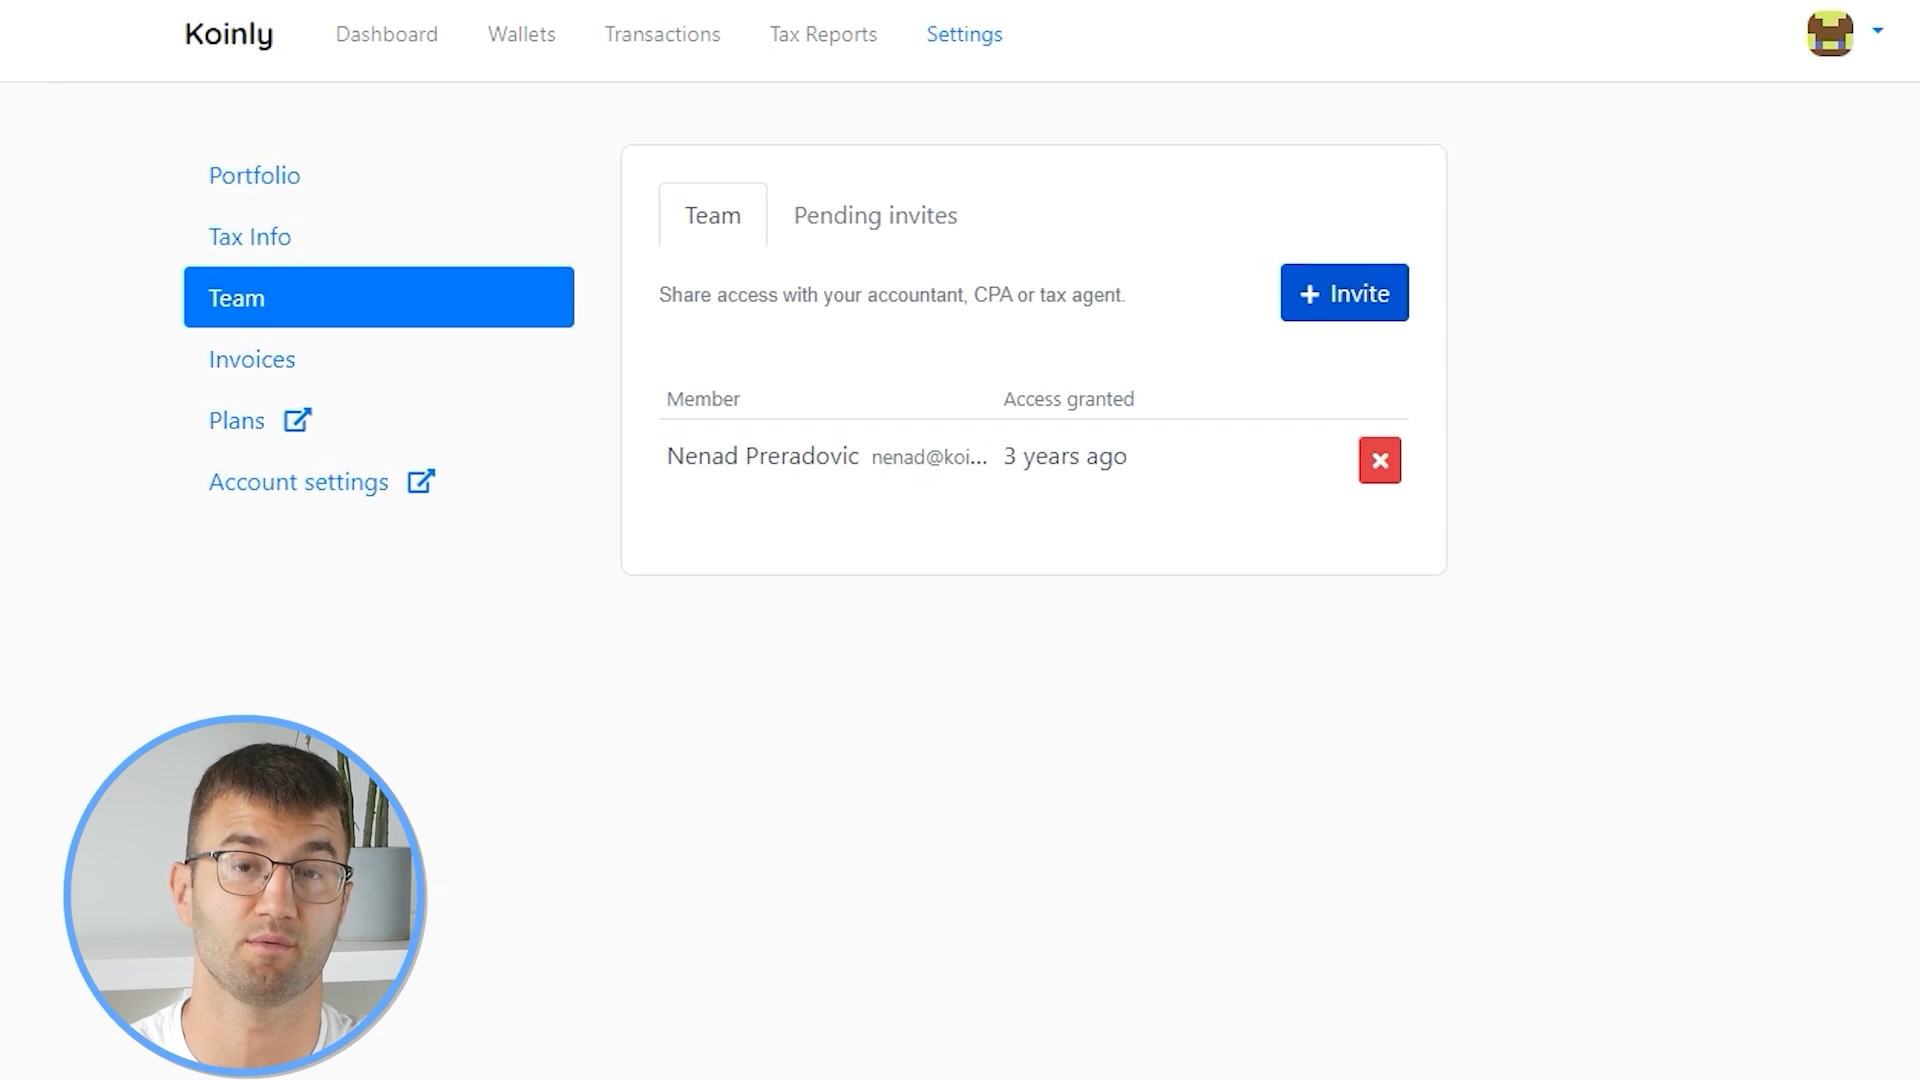 Koinly
Dashboard
Wallets
Transactions
Tax Reports
Settings
Portfolio
Tax Info
Team
Invoices
Plans
Account settings
Team
Pending invites
Share access with your accountant, CPA or tax agent.
Invite
Member
Access granted
Nenad Preradovic nenad@koi... 3 years ago